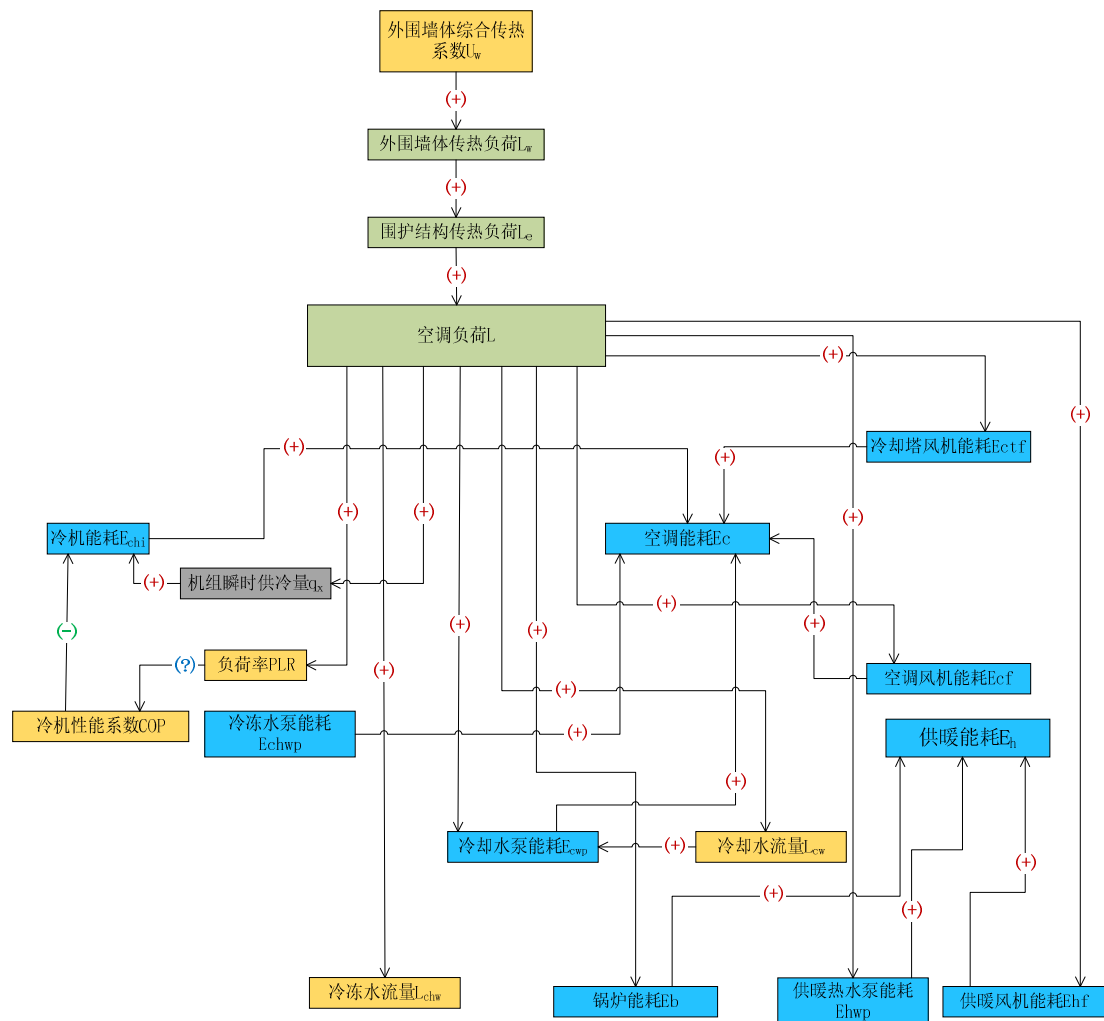 外围墙体综合传热
系数Uw
(+)
外围墙体传热负荷Lw
(+)
围护结构传热负荷Le
(+)
空调负荷L
(+)
(+)
冷却塔风机能耗Ectf
(+)
(+)
冷机能耗Echi
(+)
(+)
(+)
空调能耗Ec
机组瞬时供冷量qx
(+)
(+)
(+)
(-)
(+)
(+)
(+)
负荷率PLR
(?)
(+)
(+)
空调风机能耗Ecf
冷机性能系数COP
冷冻水泵能耗
Echwp
(+)
供暖能耗Eh
(+)
冷却水泵能耗Ecwp
(+)
冷却水流量Lcw
(+)
(+)
(+)
冷冻水流量Lchw
锅炉能耗Eb
供暖热水泵能耗
Ehwp
供暖风机能耗Ehf